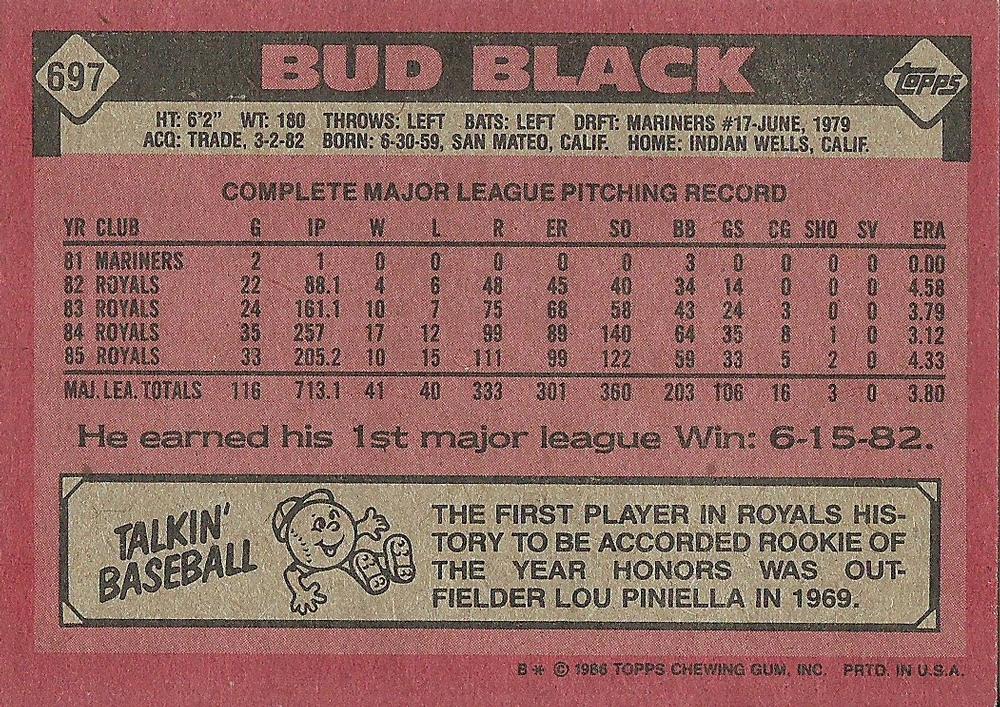 697 BUD BLACK Topps
HT: 6'2" WT: 180 THROWS: LEFT BATS: LEFT DRFT: MARINERS #17-JUNE, 1979
ACQ: TRADE, 3-2-82 BORN: 6-30-59, SAN MATEO, CALIF. HOME: INDIAN WELLS, CALIF.
COMPLETE MAJOR LEAGUE PITCHING RECORD
YR CLUB G IP W L R ER SO BB GS CG SHO SV ERA
81 MARINERS 2 1 0 0 0 0 0 3 0 0 0 0 0.00
82 ROYALS 22 88.1 4 6 48 45 40 34 14 0 0 0 4.58
83 ROYALS 24 161.1 10 7 75 68 58 43 24 3 0 0 3.79
84 ROYALS 35 257 17 12 99 89 140 64 35 8 1 0 3.12
85 ROYALS 33 205.2 10 15 111 99 122 59 33 5 2 0 4.33
MAJ. LEA. TOTALS 116 713.1 41 40 333 301 360 203 106 16 3 0 3.80
He earned his 1st major league Win: 6-15-82.
TALKIN'
BASEBALL
THE FIRST PLAYER IN ROYALS HIS-
TORY TO BE ACCORDED ROOKIE OF
THE YEAR HONORS WAS OUT-
FIELDER LOU PINIELLA IN 1969.
B* © 1986 TOPPS CHEWING GUM, INC. PRTD. IN U.S.A.